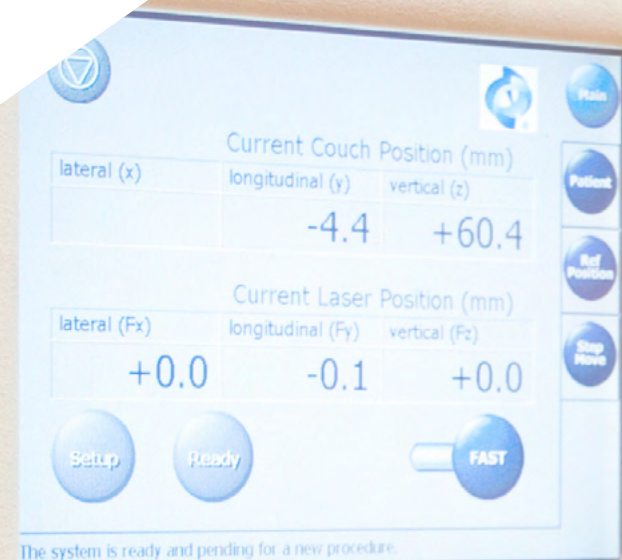 Main
Current Couch Position (mm)
lateral (x) longitudinal (y) vertical (z)
-4.4 +60.4
Patient
Ref
Position
Current Laser Position (mm)
lateral (Fx) longitudinal (Fy) vertical (Fz)
+0.0 -0.1 +0.0
Step
Move
Setup Ready FAST
The system is ready and pending for a new procedure.